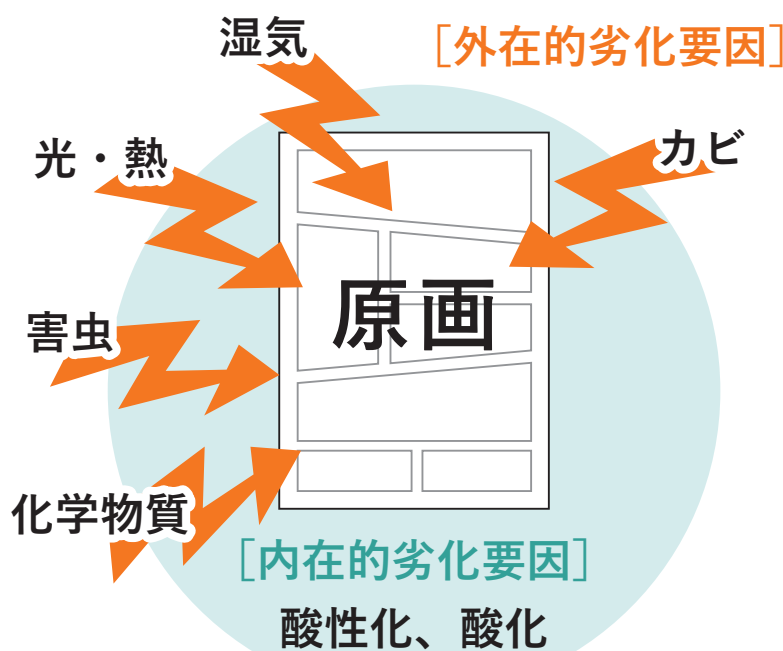 湿気
［外在的劣化要因］
光・熱
カビ
原画
害虫
化学物質
［内在的劣化要因］
酸性化、酸化